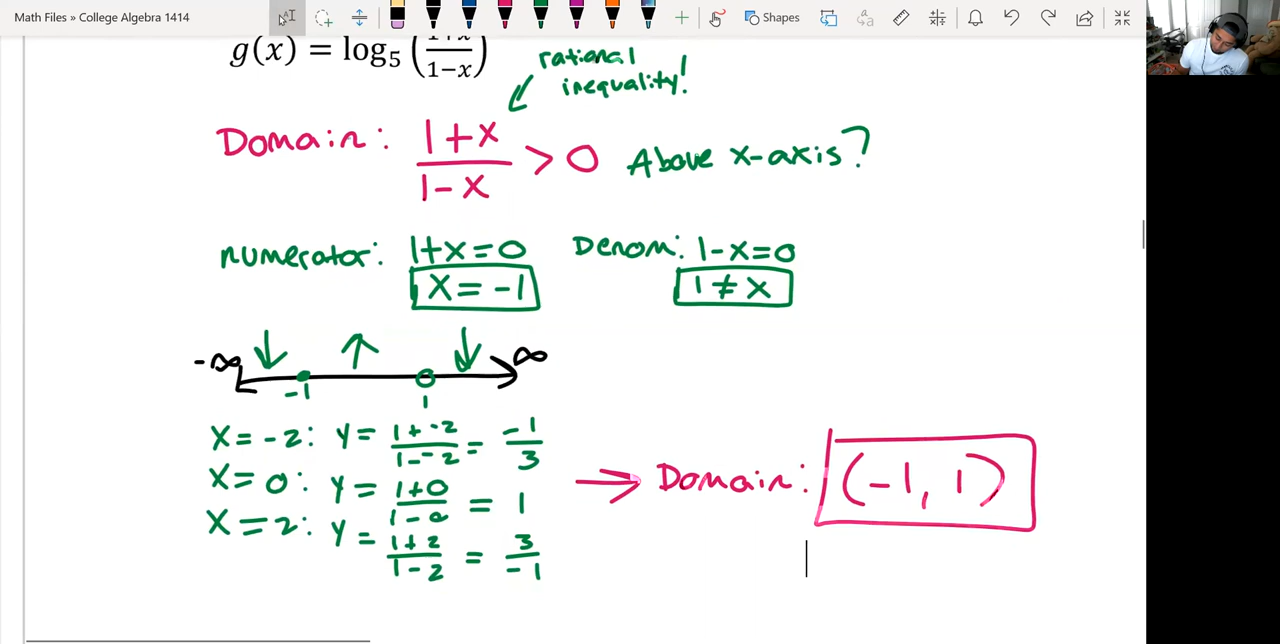 Math Files » College Algebra 1414
Shapes
g(x) = log₅ (1+x/1−x)
rational
inequality!
Domain: 1+x/1-x > 0 Above x-axis?
numerator: 1+x=0 Denom: 1-x=0
x = -1 1 ≠ x
-∞ ∞
-1 1
x=-2: y= 1+-2/1--2 = -1/3
x=0: y= 1+0/1-0 = 1
→ Domain: (-1, 1)
x=2: y= 1+2/1-2 = 3/-1